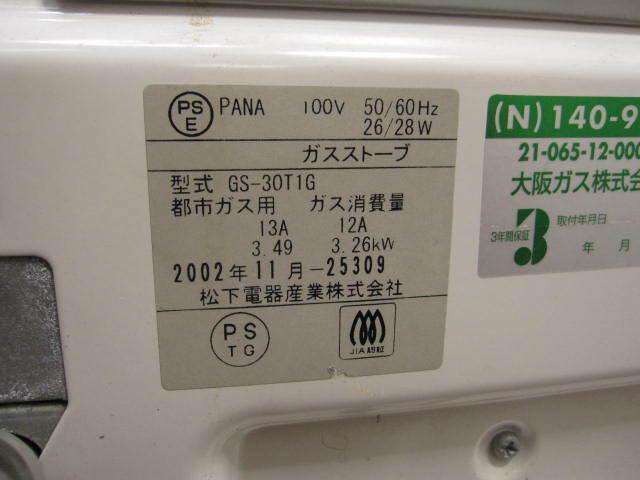 PS E PANA 100V 50/60Hz
26/28W
ガスストーブ
型式 GS-30T1G
都市ガス用 ガス消費量
13A 12A
3.49 3.26kW
2002年11月-25309
松下電器産業株式会社
PS TG
JIA
(N) 140-9
21-065-12-000
大阪ガス株式会
3年間保証 3 取付年月日
年 月